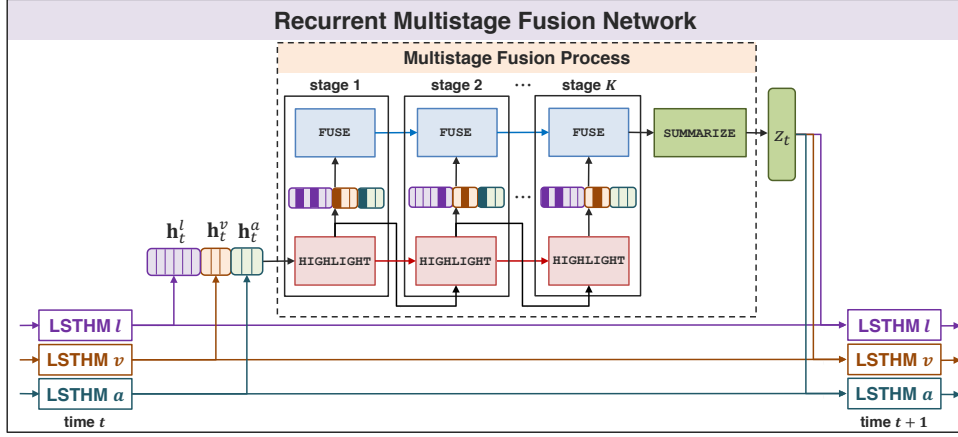 Recurrent Multistage Fusion Network
Multistage Fusion Process
stage 1 stage 2 ... stage K
FUSE FUSE FUSE SUMMARIZE z_t
...
h_t^l h_t^v h_t^a
HIGHLIGHT HIGHLIGHT HIGHLIGHT
LSTHM l LSTHM l
LSTHM v LSTHM v
LSTHM a LSTHM a
time t time t + 1